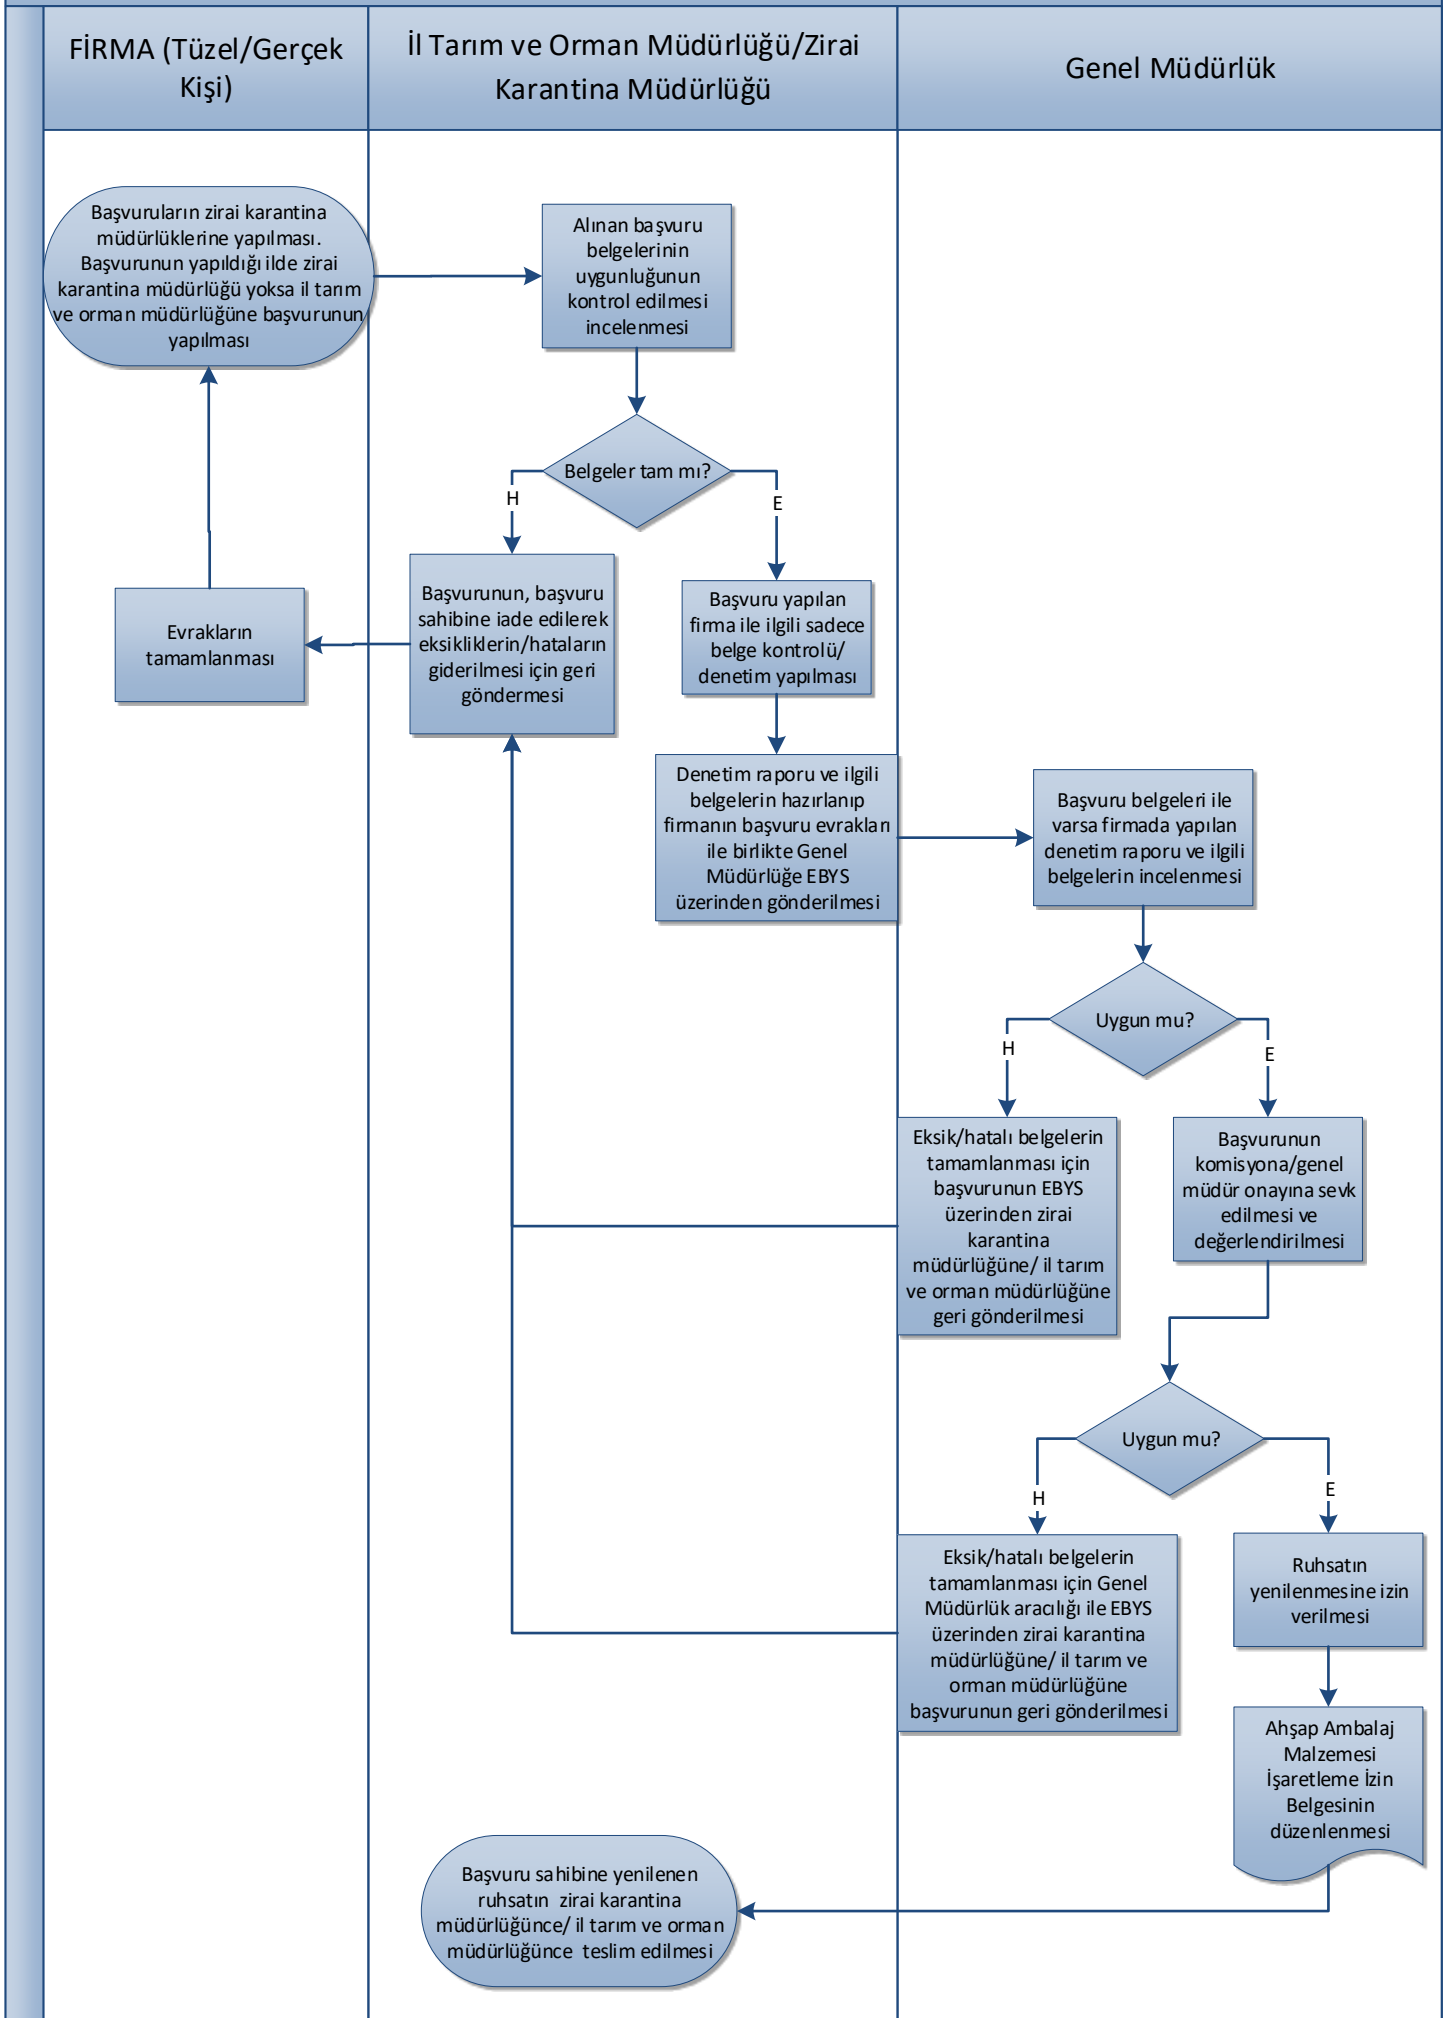 FİRMA (Tüzel/Gerçek
Kişi)
İl Tarım ve Orman Müdürlüğü/Zirai
Karantina Müdürlüğü
Genel Müdürlük
Başvuruların zirai karantina
müdürlüklerine yapılması.
Başvurunun yapıldığı ilde zirai
karantina müdürlüğü yoksa il tarım
ve orman müdürlüğüne başvurunun
yapılması
Alınan başvuru
belgelerinin
uygunluğunun
kontrol edilmesi
incelenmesi
Belgeler tam mı?
H
E
Başvurunun, başvuru
sahibine iade edilerek
eksikliklerin/hataların
giderilmesi için geri
göndermesi
Evrakların
tamamlanması
Başvuru yapılan
firma ile ilgili sadece
belge kontrolü/
denetim yapılması
Denetim raporu ve ilgili
belgelerin hazırlanıp
firmanın başvuru evrakları
ile birlikte Genel
Müdürlüğe EBYS
üzerinden gönderilmesi
Başvuru belgeleri ile
varsa firmada yapılan
denetim raporu ve ilgili
belgelerin incelenmesi
Uygun mu?
H
E
Eksik/hatalı belgelerin
tamamlanması için
başvurunun EBYS
üzerinden zirai
karantina
müdürlüğüne/ il tarım
ve orman müdürlüğüne
geri gönderilmesi
Başvurunun
komisyona/genel
müdür onayına sevk
edilmesi ve
değerlendirilmesi
Uygun mu?
H
E
Eksik/hatalı belgelerin
tamamlanması için Genel
Müdürlük aracılığı ile EBYS
üzerinden zirai karantina
müdürlüğüne/ il tarım ve
orman müdürlüğüne
başvurunun geri gönderilmesi
Ruhsatın
yenilenmesine izin
verilmesi
Ahşap Ambalaj
Malzemesi
İşaretleme İzin
Belgesinin
düzenlenmesi
Başvuru sahibine yenilenen
ruhsatın zirai karantina
müdürlüğünce/ il tarım ve orman
müdürlüğünce teslim edilmesi